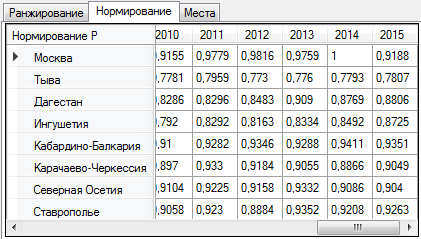 Ранжирование Нормирование Места
Нормирование Р 2010 2011 2012 2013 2014 2015
Москва ,9155 0,9779 0,9816 0,9759 1 0,9188
Тыва ,7781 0,7959 0,773 0,776 0,7793 0,7807
Дагестан ,8286 0,8296 0,8483 0,909 0,8769 0,8806
Ингушетия ,792 0,8292 0,8163 0,8334 0,8492 0,8725
Кабардино-Балкария ,91 0,9282 0,9346 0,9288 0,9411 0,9351
Карачаево-Черкессия ,897 0,933 0,9184 0,9055 0,8866 0,9049
Северная Осетия ,9104 0,9225 0,9158 0,9332 0,9086 0,904
Ставрополье ,9058 0,923 0,8884 0,9352 0,9208 0,9263